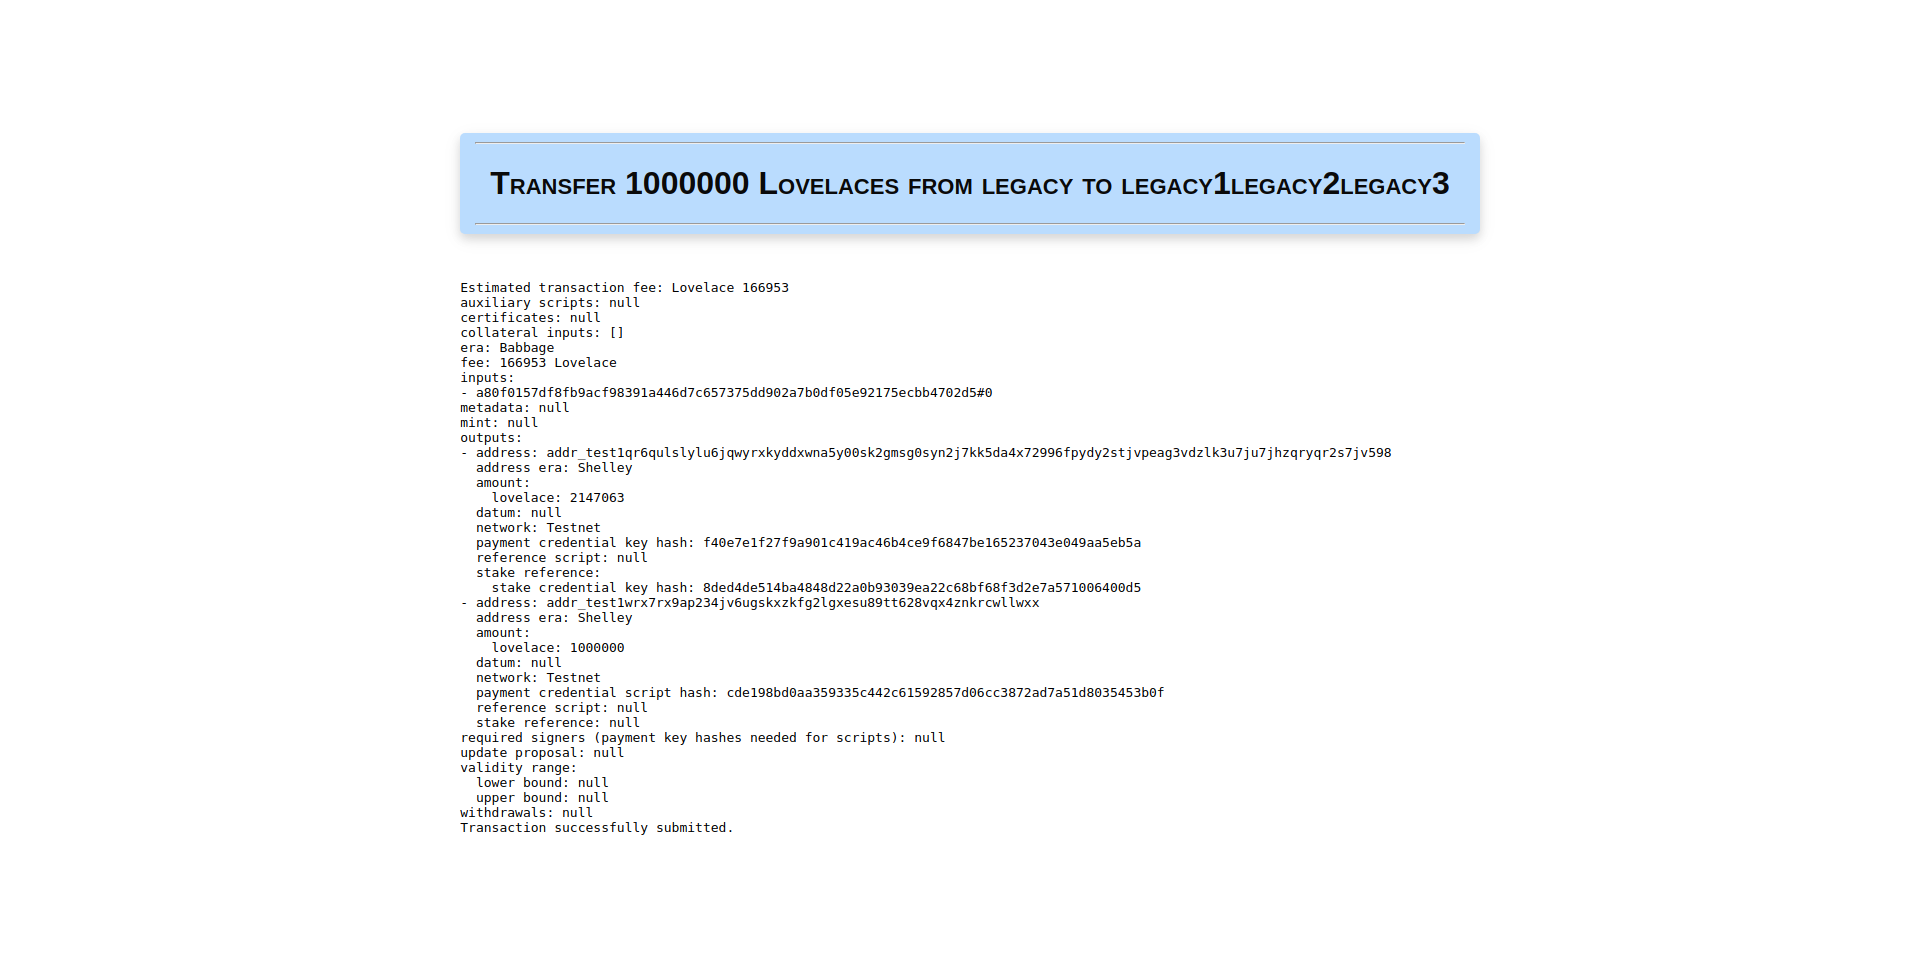 Transfer 1000000 Lovelaces from legacy to legacy1legacy2legacy3
Estimated transaction fee: Lovelace 166953
auxiliary scripts: null
certificates: null
collateral inputs: []
era: Babbage
fee: 166953 Lovelace
inputs:
- a80f0157df8fb9acf98391a446d7c657375dd902a7b0df05e92175ecbb4702d5#0
metadata: null
mint: null
outputs:
- address: addr_test1qr6qulslylu6jqwyrxkyddxwna5y00sk2gmsg0syn2j7kk5da4x72996fpydy2stjvpeag3vdzlk3u7ju7jhzqryqr2s7jv598
  address era: Shelley
  amount:
    lovelace: 2147063
  datum: null
  network: Testnet
  payment credential key hash: f40e7e1f27f9a901c419ac46b4ce9f6847be165237043e049aa5eb5a
  reference script: null
  stake reference:
    stake credential key hash: 8ded4de514ba4848d22a0b93039ea22c68bf68f3d2e7a571006400d5
- address: addr_test1wrx7rx9ap234jv6ugskxzkfg2lgxesu89tt628vqx4znkrcwllwxx
  address era: Shelley
  amount:
    lovelace: 1000000
  datum: null
  network: Testnet
  payment credential script hash: cde198bd0aa359335c442c61592857d06cc3872ad7a51d8035453b0f
  reference script: null
  stake reference: null
required signers (payment key hashes needed for scripts): null
update proposal: null
validity range:
  lower bound: null
  upper bound: null
withdrawals: null
Transaction successfully submitted.